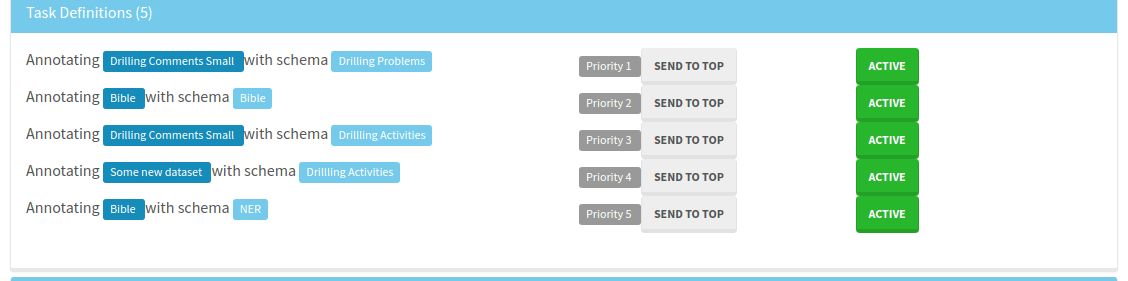 Task Definitions (5)
Annotating Drilling Comments Small with schema Drilling Problems Priority 1 SEND TO TOP ACTIVE
Annotating Bible with schema Bible Priority 2 SEND TO TOP ACTIVE
Annotating Drilling Comments Small with schema Drillling Activities Priority 3 SEND TO TOP ACTIVE
Annotating Some new dataset with schema Drillling Activities Priority 4 SEND TO TOP ACTIVE
Annotating Bible with schema NER Priority 5 SEND TO TOP ACTIVE